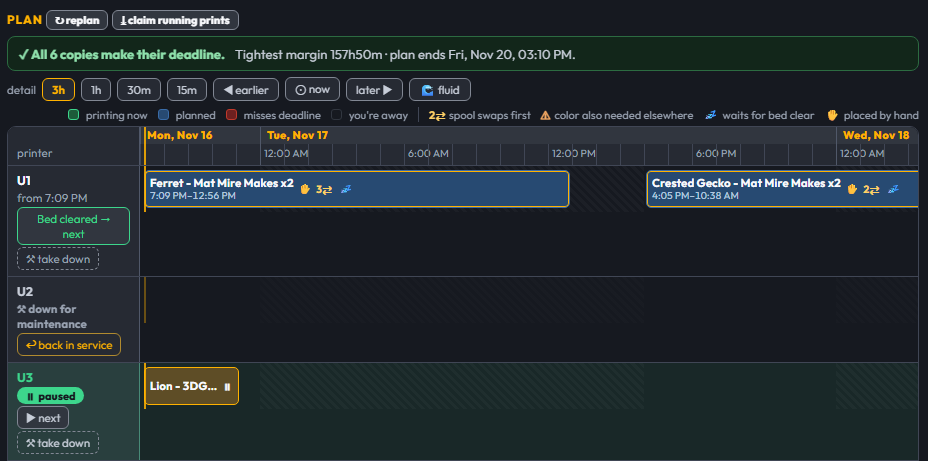 PLAN ↻ replan ⤓ claim running prints
✓ All 6 copies make their deadline. Tightest margin 157h50m · plan ends Fri, Nov 20, 03:10 PM.
detail 3h 1h 30m 15m ◀ earlier ⊙ now later ▶ 🌊 fluid
printing now planned misses deadline you're away 2⇄ spool swaps first ⚠ color also needed elsewhere waits for bed clear ✋ placed by hand
Mon, Nov 16 Tue, Nov 17 Wed, Nov 18
printer 12:00 AM 6:00 AM 12:00 PM 6:00 PM 12:00 AM
U1
from 7:09 PM
Bed cleared → next
⚒ take down
Ferret - Mat Mire Makes x2 ✋ 3⇄
7:09 PM–12:56 PM
Crested Gecko - Mat Mire Makes x2 ✋ 2⇄
4:05 PM–10:38 AM
U2
⚒ down for
maintenance
↩ back in service
U3
⏸ paused
▶ next
⚒ take down
Lion - 3DG... ⏸